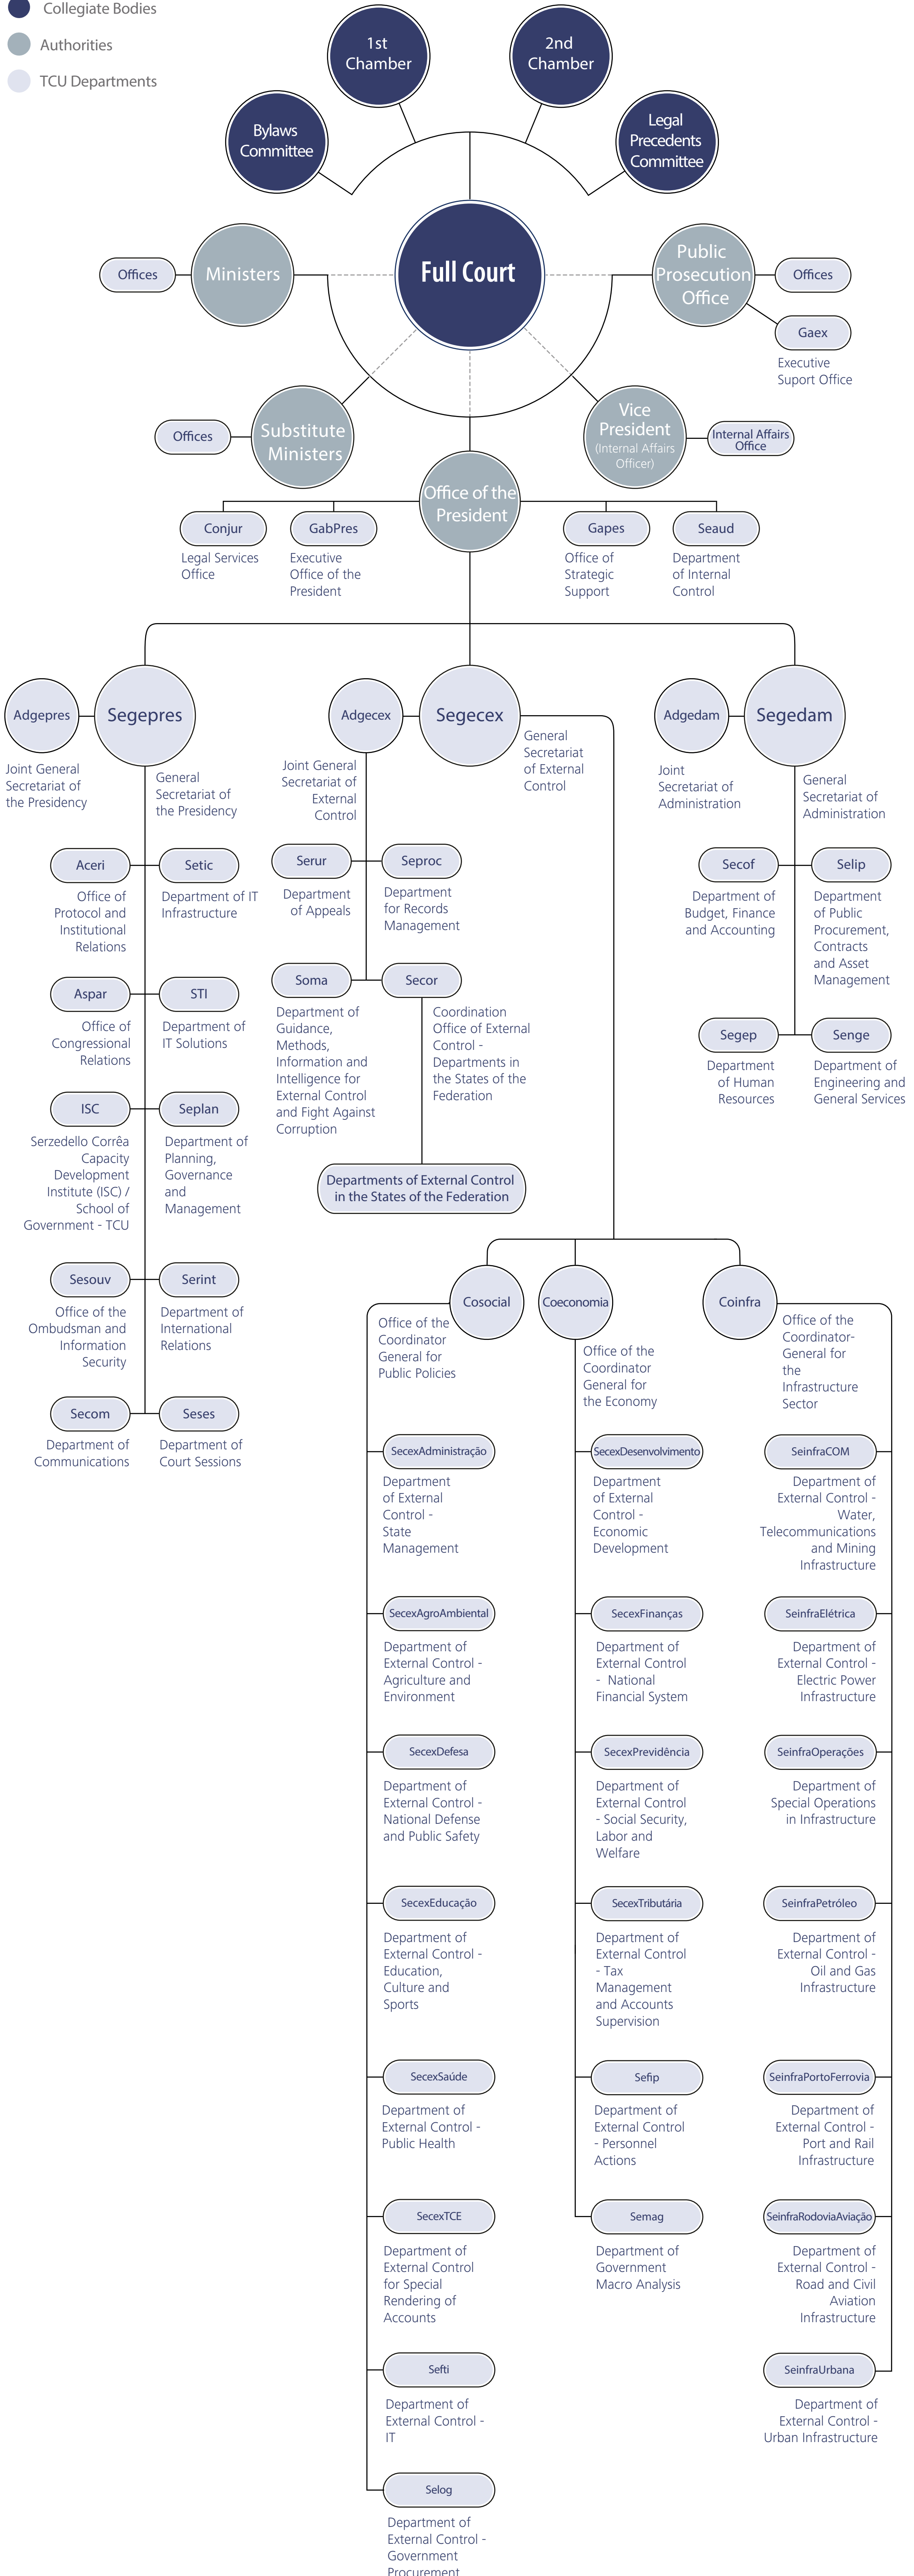 Collegiate Bodies
Authorities
TCU Departments
1st
Chamber
2nd
Chamber
Bylaws
Committee
Legal
Precedents
Committee
Full Court
Offices
Ministers
Public
Prosecution
Office
Offices
Gaex
Executive
Suport Office
Offices
Substitute
Ministers
Vice
President
(Internal Affairs
Officer)
Internal Affairs
Office
Office of the
President
Conjur
Legal Services
Office
GabPres
Executive
Office of the
President
Gapes
Office of
Strategic
Support
Seaud
Department
of Internal
Control
Adgepres
Joint General
Secretariat of
the Presidency
Segepres
General
Secretariat of
the Presidency
Adgecex
Joint General
Secretariat of
External
Control
Segecex
General
Secretariat
of External
Control
Adgedam
Joint
Secretariat of
Administration
Segedam
General
Secretariat of
Administration
Aceri
Office of
Protocol and
Institutional
Relations
Setic
Department of IT
Infrastructure
Aspar
Office of
Congressional
Relations
STI
Department of
IT Solutions
ISC
Serzedello Corrêa
Capacity
Development
Institute (ISC) /
School of
Government - TCU
Seplan
Department of
Planning,
Governance
and
Management
Sesouv
Office of the
Ombudsman and
Information
Security
Serint
Department of
International
Relations
Secom
Department of
Communications
Seses
Department of
Court Sessions
Serur
Department
of Appeals
Seproc
Department
for Records
Management
Soma
Department of
Guidance,
Methods,
Information and
Intelligence for
External Control
and Fight Against
Corruption
Secor
Coordination
Office of External
Control -
Departments in
the States of the
Federation
Departments of External Control
in the States of the Federation
Secof
Department of
Budget, Finance
and Accounting
Selip
Department
of Public
Procurement,
Contracts
and Asset
Management
Segep
Department
of Human
Resources
Senge
Department of
Engineering and
General Services
Cosocial
Office of the
Coordinator
General for
Public Policies
Coeconomia
Office of the
Coordinator
General for
the Economy
Coinfra
Office of the
Coordinator-
General for
the
Infrastructure
Sector
SecexAdministração
Department
of External
Control -
State
Management
SecexAgroAmbiental
Department of
External Control -
Agriculture and
Environment
SecexDefesa
Department of
External Control -
National Defense
and Public Safety
SecexEducação
Department of
External Control -
Education,
Culture and
Sports
SecexSaúde
Department of
External Control -
Public Health
SecexTCE
Department of
External Control
for Special
Rendering of
Accounts
Sefti
Department of
External Control -
IT
Selog
Department of
External Control -
Government
Procurement
SecexDesenvolvimento
Department
of External
Control -
Economic
Development
SecexFinanças
Department of
External Control
- National
Financial System
SecexPrevidência
Department of
External Control
- Social Security,
Labor and
Welfare
SecexTributária
Department of
External Control
- Tax
Management
and Accounts
Supervision
Sefip
Department of
External Control
- Personnel
Actions
Semag
Department of
Government
Macro Analysis
SeinfraCOM
Department of
External Control -
Water,
Telecommunications
and Mining
Infrastructure
SeinfraElétrica
Department of
External Control -
Electric Power
Infrastructure
SeinfraOperações
Department of
Special Operations
in Infrastructure
SeinfraPetróleo
Department of
External Control -
Oil and Gas
Infrastructure
SeinfraPortoFerrovia
Department of
External Control -
Port and Rail
Infrastructure
SeinfraRodoviaAviação
Department of
External Control -
Road and Civil
Aviation
Infrastructure
SeinfraUrbana
Department of
External Control -
Urban Infrastructure